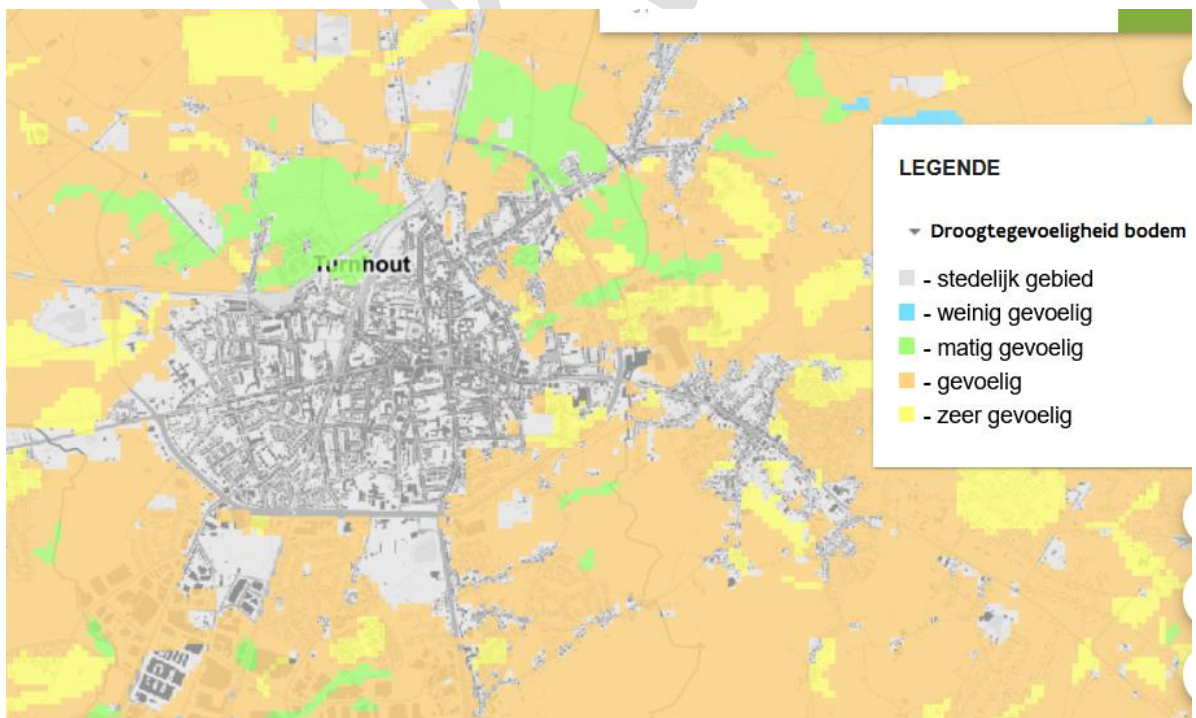 Turnhout
LEGENDE
Droogtegevoeligheid bodem
- stedelijk gebied
- weinig gevoelig
- matig gevoelig
- gevoelig
- zeer gevoelig